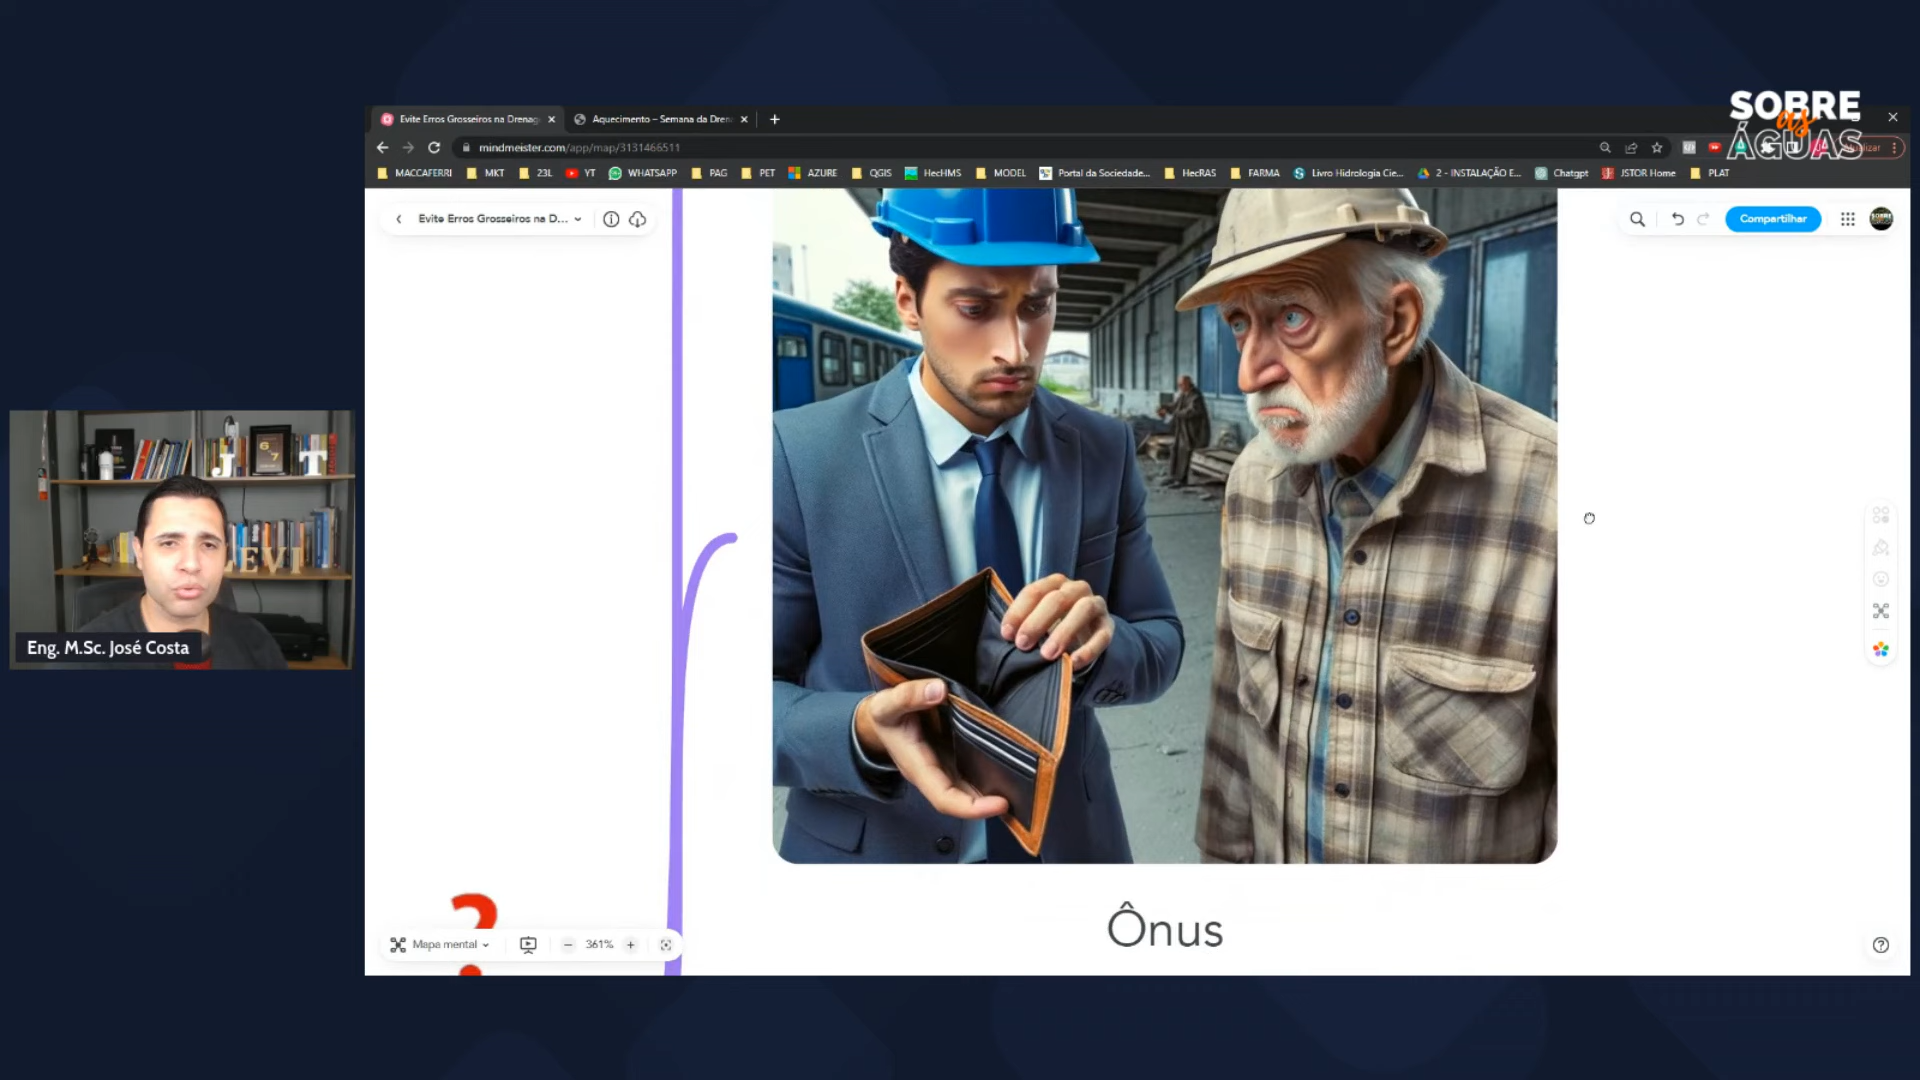 SOBRE
as
ÁGUAS
Evite Erros Grosseiros na Drenag
Aquecimento – Semana da Dren
mindmeister.com/app/map/3131466511
MACCAFERRI
MKT
23L
YT
WHATSAPP
PAG
PET
AZURE
QGIS
HecHMS
MODEL
Portal da Sociedade...
HecRAS
FARMA
Livro Hidrologia Cie...
2 - INSTALAÇÃO E...
Chatgpt
JSTOR Home
PLAT
Evite Erros Grosseiros na D...
Compartilhar
J T
LEVI
Eng. M.Sc. José Costa
?
Ônus
Mapa mental
361%